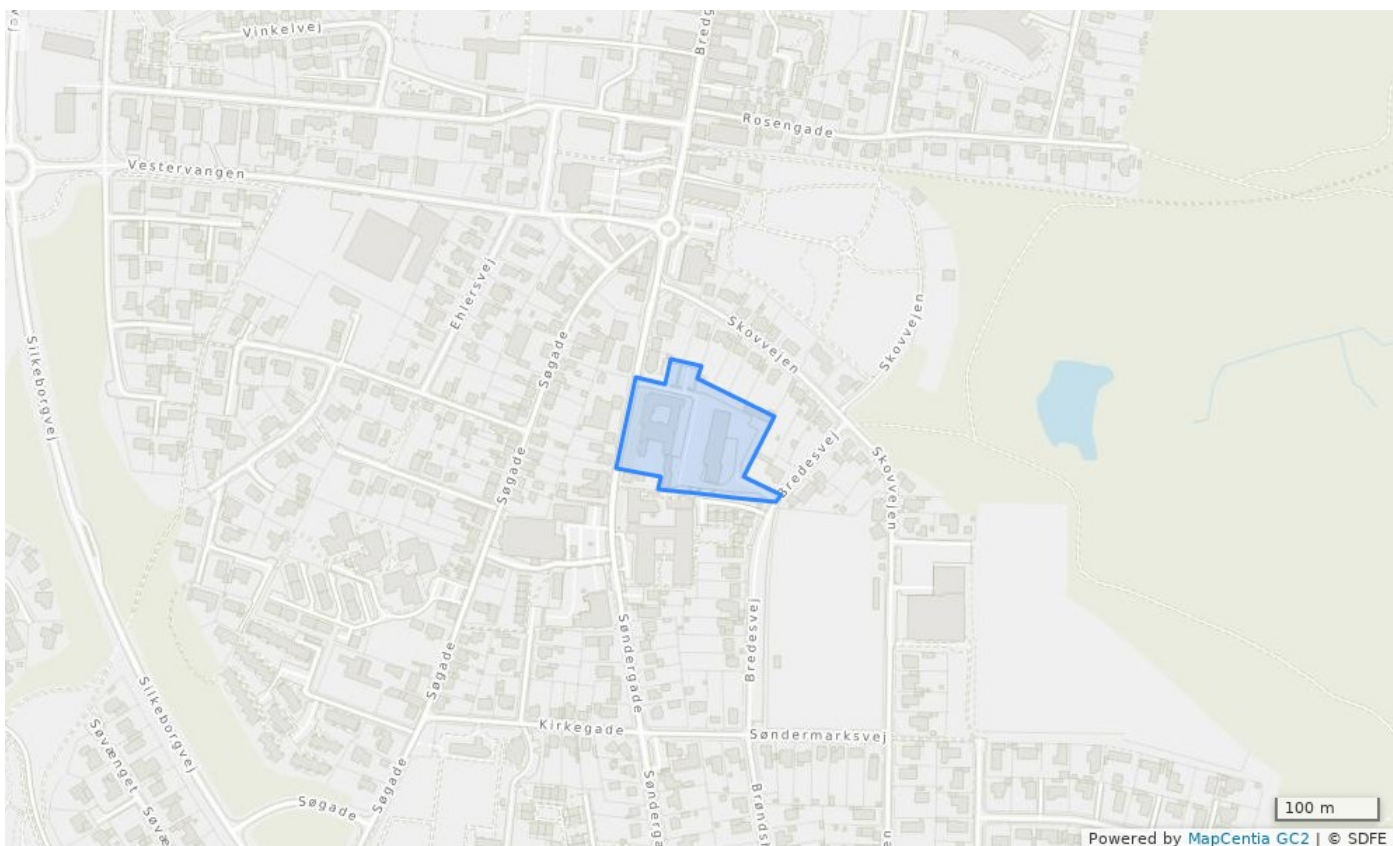 Vinkelvej
Rosengade
Vestervangen
Ehlersvej
Skovvejen
Skovvejen
Søgade
Silkeborgvej
Bredesvej
Skovvejen
Søgade
Søndergade
Bredesvej
Søgade
Silkeborgvej
Kirkegade
Søndermarksvej
Søvænget
Søgade
Søgade
100 m
Powered by MapCentia GC2 | © SDFE